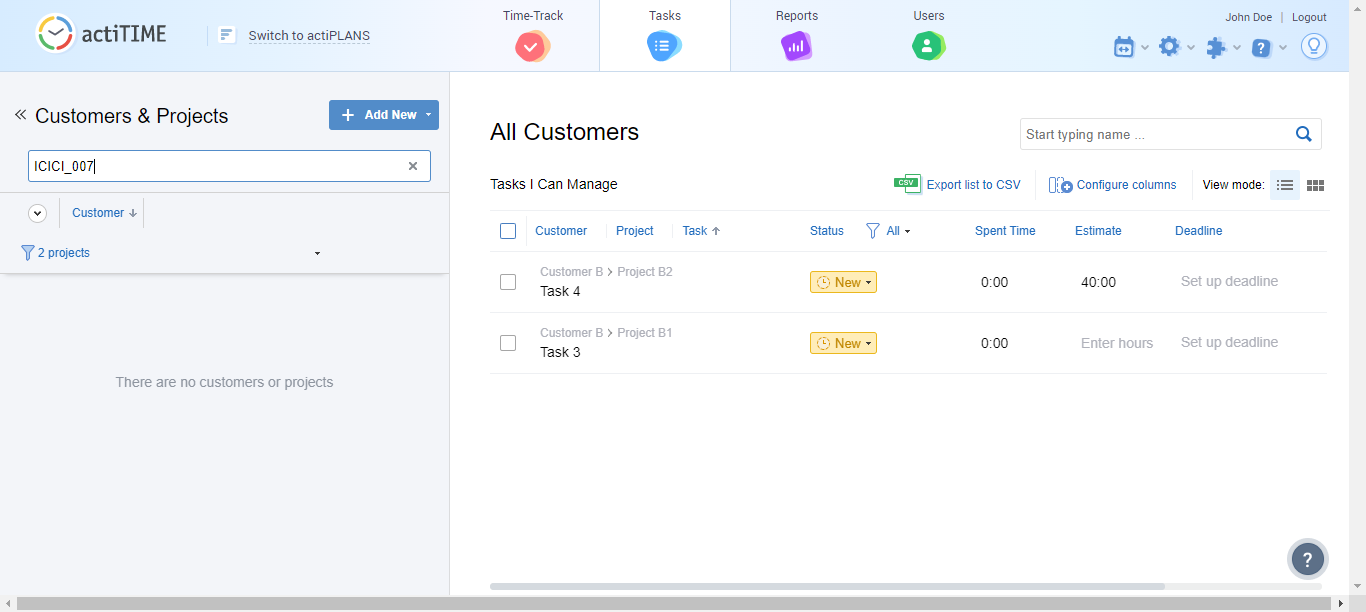 actiTIME
Switch to actiPLANS
Time-Track
Tasks
Reports
Users
John Doe | Logout
Customers & Projects
+ Add New
ICICI_007
Customer
2 projects
There are no customers or projects
All Customers
Start typing name ...
Tasks I Can Manage
CSV Export list to CSV
Configure columns
View mode:
Customer Project Task Status All Spent Time Estimate Deadline
Customer B > Project B2
Task 4 New 0:00 40:00 Set up deadline
Customer B > Project B1
Task 3 New 0:00 Enter hours Set up deadline
?